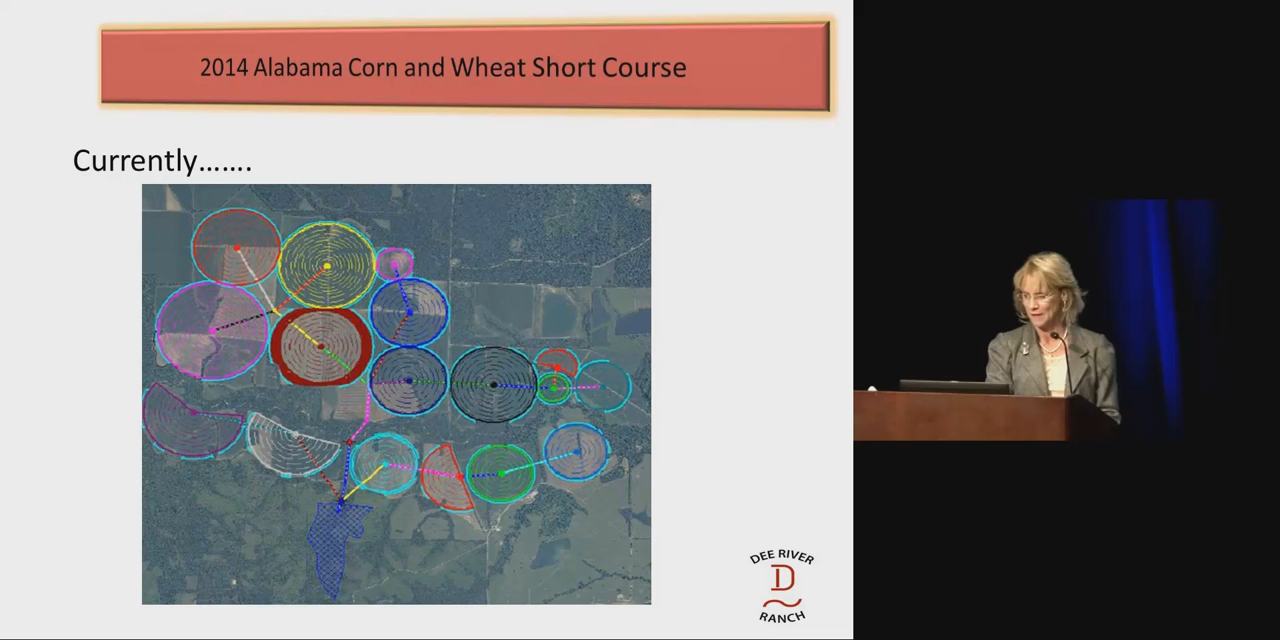 2014 Alabama Corn and Wheat Short Course
Currently.......
DEE RIVER
D
RANCH